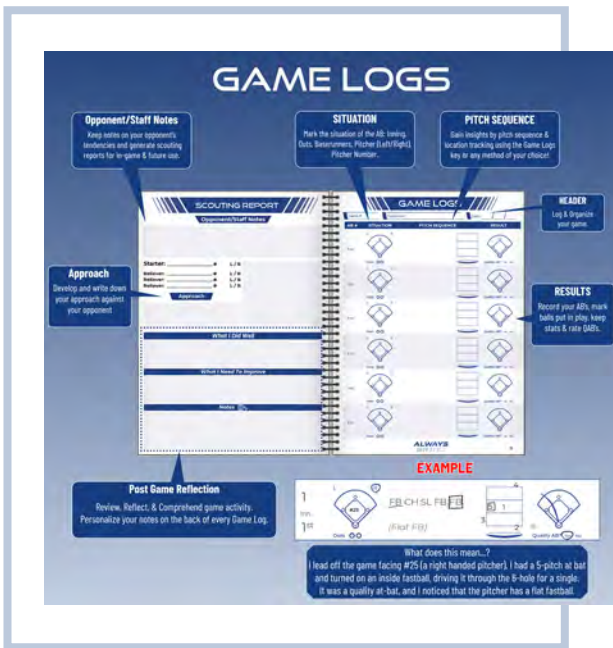 GAME LOGS
Opponent/Staff Notes
Keep notes on your opponent's
tendencies and generate scouting
reports for in-game & future use.
SITUATION
Mark the situation of the AB: Inning,
Outs, Baserunners, Pitcher (Left/Right),
Pitcher Number.
PITCH SEQUENCE
Gain insights by pitch sequence &
location tracking using the Game Logs
key or any method of your choice!
HEADER
Log & Organize
your game.
SCOUTING REPORT
Opponent/Staff Notes
Starter: # L / R
Reliever: # L / R
Reliever: # L / R
Reliever: # L / R
Approach
What I Did Well
What I Need To Improve
Notes
GAME LOGS
AB # SITUATION PITCH SEQUENCE RESULT
ALWAYS
Approach
Develop and write down
your approach against
your opponent
RESULTS
Record your ABs, mark
balls put in play, keep
stats & rate QABs.
Post Game Reflection
Review, Reflect, & Comprehend game activity.
Personalize your notes on the back of every Game Log.
EXAMPLE
1
Inn.
1st
L
R
#25
Outs
FB CH SL FB FB
(Flat FB)
4
5 1
3
2
Quality AB? Yes No
What does this mean...?
I lead off the game facing #25 (a right handed pitcher). I had a 5-pitch at bat
and turned on an inside fastball, driving it through the 6-hole for a single.
It was a quality at-bat, and I noticed that the pitcher has a flat fastball.